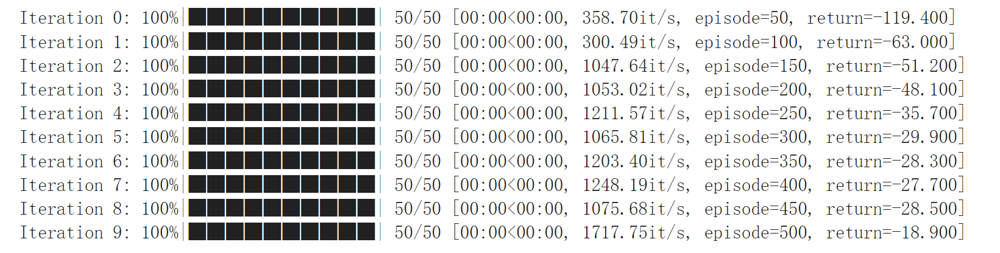 Iteration 0: 100%|██████████| 50/50 [00:00<00:00, 358.70it/s, episode=50, return=-119.400]
Iteration 1: 100%|██████████| 50/50 [00:00<00:00, 300.49it/s, episode=100, return=-63.000]
Iteration 2: 100%|██████████| 50/50 [00:00<00:00, 1047.64it/s, episode=150, return=-51.200]
Iteration 3: 100%|██████████| 50/50 [00:00<00:00, 1053.02it/s, episode=200, return=-48.100]
Iteration 4: 100%|██████████| 50/50 [00:00<00:00, 1211.57it/s, episode=250, return=-35.700]
Iteration 5: 100%|██████████| 50/50 [00:00<00:00, 1065.81it/s, episode=300, return=-29.900]
Iteration 6: 100%|██████████| 50/50 [00:00<00:00, 1203.40it/s, episode=350, return=-28.300]
Iteration 7: 100%|██████████| 50/50 [00:00<00:00, 1248.19it/s, episode=400, return=-27.700]
Iteration 8: 100%|██████████| 50/50 [00:00<00:00, 1075.68it/s, episode=450, return=-28.500]
Iteration 9: 100%|██████████| 50/50 [00:00<00:00, 1717.75it/s, episode=500, return=-18.900]